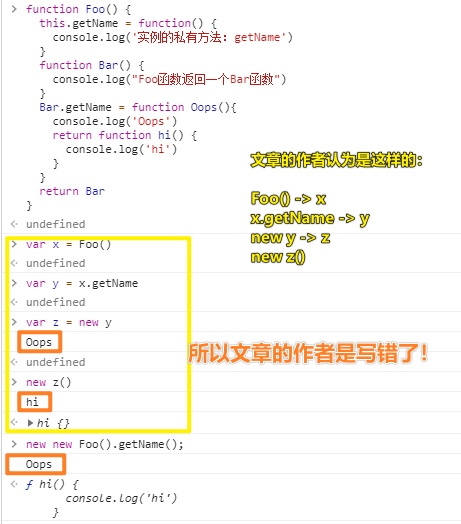 function Foo() {
this.getName = function() {
console.log('实例的私有方法：getName')
}
function Bar() {
console.log("Foo函数返回一个Bar函数")
}
Bar.getName = function Oops(){
console.log('Oops')
return function hi() {
console.log('hi')
}
}
return Bar
}
undefined
文章的作者认为是这样的：
Foo() -> x
x.getName -> y
new y -> z
new z()
var x = Foo()
undefined
var y = x.getName
undefined
var z = new y
Oops
undefined
所以文章的作者是写错了！
new z()
hi
hi {}
new new Foo().getName();
Oops
ƒ hi() {
console.log('hi')
}